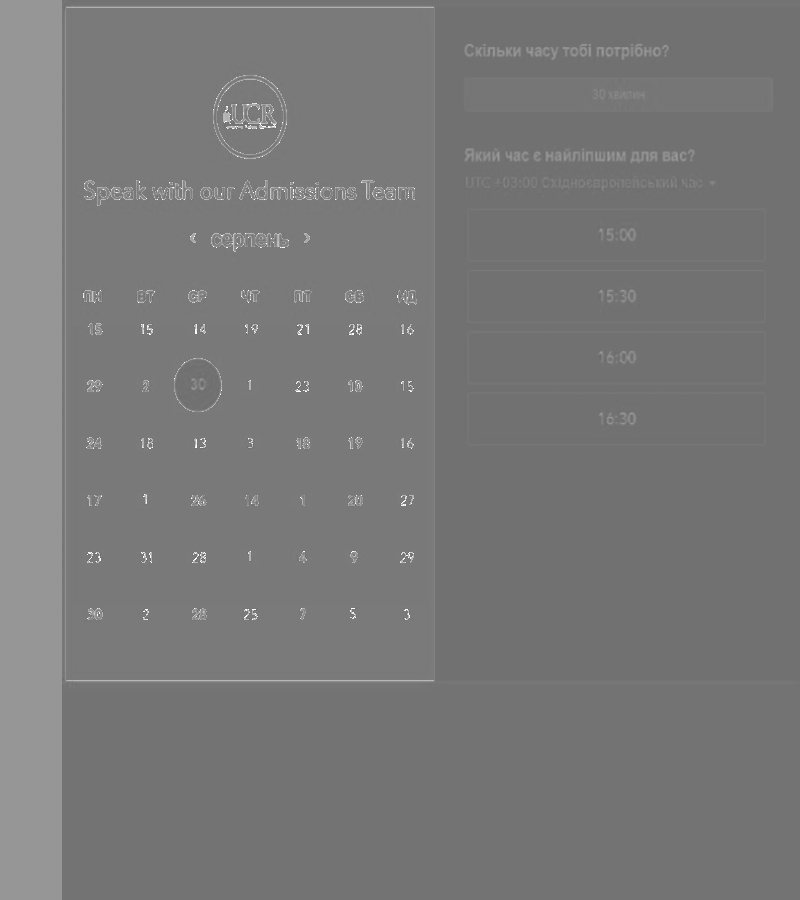 UCR
Speak with our Admissions Team
‹ серпень ›
ПН ВТ СР ЧТ ПТ СБ НД
15 15 14 19 21 28 16
29 2 30 1 23 10 15
24 18 13 3 18 19 16
17 1 26 14 1 20 27
23 31 28 1 4 9 29
30 2 28 25 7 5 3
Скільки часу тобі потрібно?
30 хвилин
Який час є найліпшим для вас?
UTC +03:00 Східноєвропейський час
15:00
15:30
16:00
16:30